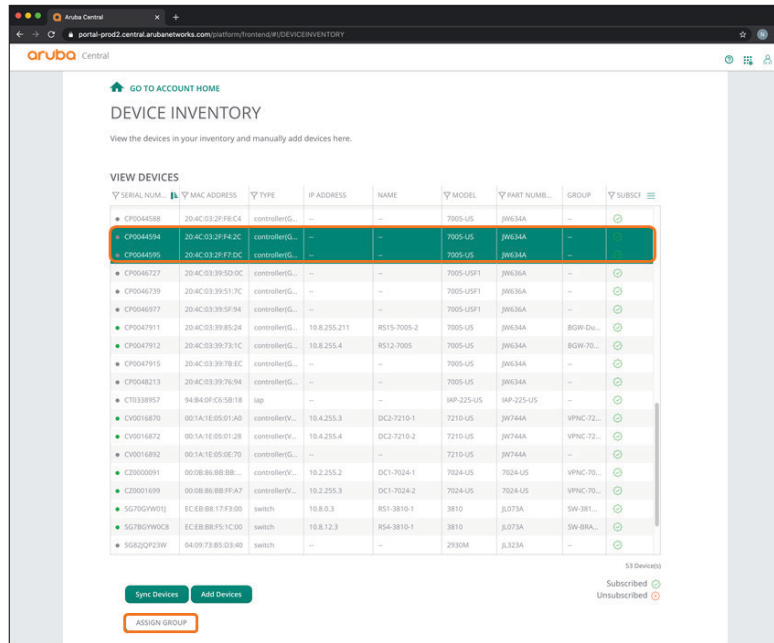 Aruba Central
portal-prod2.central.arubanetworks.com/platform/frontend/#!/DEVICEINVENTORY
N
aruba Central
GO TO ACCOUNT HOME
DEVICE INVENTORY
View the devices in your inventory and manually add devices here.
VIEW DEVICES
SERIAL NUM... MAC ADDRESS TYPE IP ADDRESS NAME MODEL PART NUMB... GROUP SUBSCF
CP0044588 20:4C:03:2F:F8:C4 controller(G... -- -- 7005-US JW634A --
CP0044594 20:4C:03:2F:F4:2C controller(G... -- -- 7005-US JW634A --
CP0044595 20:4C:03:2F:F7:DC controller(G... -- -- 7005-US JW634A --
CP0046727 20:4C:03:39:5D:0C controller(G... -- -- 7005-USF1 JW636A --
CP0046739 20:4C:03:39:51:7C controller(G... -- -- 7005-USF1 JW636A --
CP0046977 20:4C:03:39:5F:94 controller(G... -- -- 7005-USF1 JW636A --
CP0047911 20:4C:03:39:85:24 controller(G... 10.8.255.211 RS15-7005-2 7005-US JW634A BGW-Du...
CP0047912 20:4C:03:39:73:1C controller(G... 10.8.255.4 RS12-7005 7005-US JW634A BGW-70...
CP0047915 20:4C:03:39:7B:EC controller(G... -- -- 7005-US JW634A --
CP0048213 20:4C:03:39:76:94 controller(G... -- -- 7005-US JW634A --
CT0338957 94:B4:0F:C6:5B:18 iap -- -- IAP-225-US IAP-225-US --
CV0016870 00:1A:1E:05:01:A0 controller(V... 10.4.255.3 DC2-7210-1 7210-US JW744A VPNC-72...
CV0016872 00:1A:1E:05:01:28 controller(V... 10.4.255.4 DC2-7210-2 7210-US JW744A VPNC-72...
CV0016892 00:1A:1E:05:0E:70 controller(G... -- -- 7210-US JW744A --
CZ0000091 00:0B:86:BB:BB:... controller(V... 10.2.255.2 DC1-7024-1 7024-US 7024-US VPNC-70...
CZ0001699 00:0B:86:BB:FF:A7 controller(V... 10.2.255.3 DC1-7024-2 7024-US 7024-US VPNC-70...
SG70GYW01J EC:EB:B8:17:F3:00 switch 10.8.0.3 RS1-3810-1 3810 JL073A SW-381...
SG7BGYW0C8 EC:EB:B8:F5:1C:00 switch 10.8.12.3 RS4-3810-1 3810 JL073A SW-BRA...
SG82JQP23W 04:09:73:B5:D3:40 switch -- -- 2930M JL323A --
53 Device(s)
Subscribed
Unsubscribed
Sync Devices Add Devices
ASSIGN GROUP